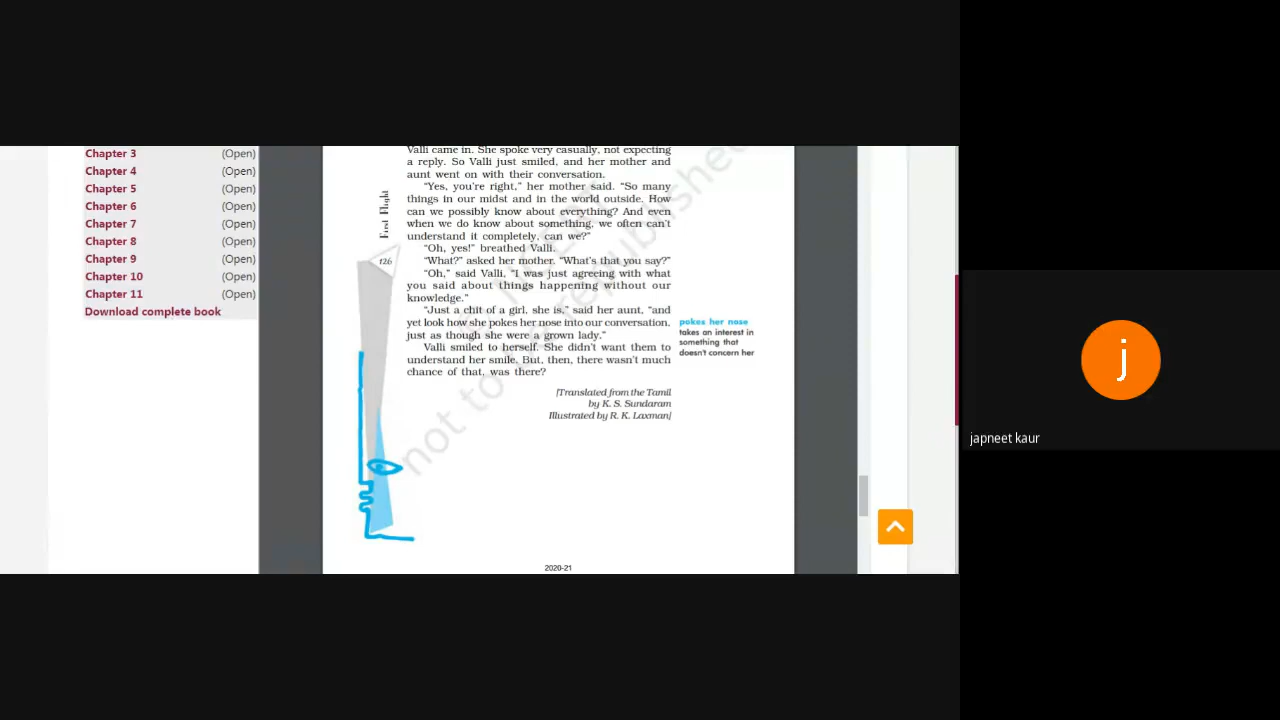 Chapter 3 (Open)
Chapter 4 (Open)
Chapter 5 (Open)
Chapter 6 (Open)
Chapter 7 (Open)
Chapter 8 (Open)
Chapter 9 (Open)
Chapter 10 (Open)
Chapter 11 (Open)
Download complete book
First Flight
126
Valli came in. She spoke very casually, not expecting
a reply. So Valli just smiled, and her mother and
aunt went on with their conversation.
“Yes, you’re right,” her mother said. “So many
things in our midst and in the world outside. How
can we possibly know about everything? And even
when we do know about something, we often can’t
understand it completely, can we?”
“Oh, yes!” breathed Valli.
“What?” asked her mother. “What’s that you say?”
“Oh,” said Valli, “I was just agreeing with what
you said about things happening without our
knowledge.”
“Just a chit of a girl, she is,” said her aunt, “and
yet look how she pokes her nose into our conversation,
just as though she were a grown lady.”
Valli smiled to herself. She didn’t want them to
understand her smile. But, then, there wasn’t much
chance of that, was there?
[Translated from the Tamil
by K. S. Sundaram
Illustrated by R. K. Laxman]
pokes her nose
takes an interest in
something that
doesn’t concern her
not to be republished
2020-21
j
japneet kaur